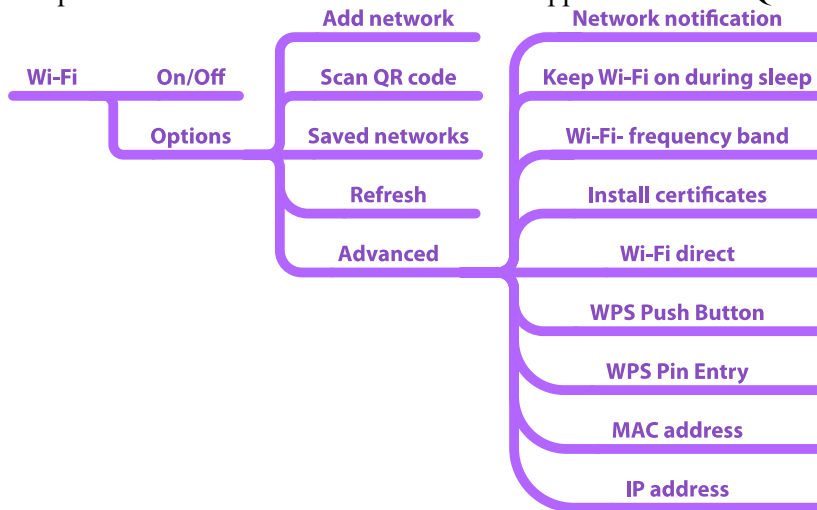 Add network
Network notification
Wi-Fi
On/Off
Scan QR code
Keep Wi-Fi on during sleep
Options
Saved networks
Wi-Fi- frequency band
Refresh
Install certificates
Advanced
Wi-Fi direct
WPS Push Button
WPS Pin Entry
MAC address
IP address